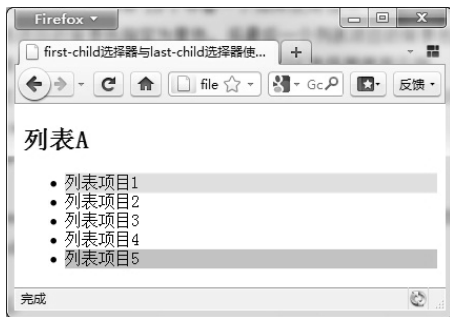 Firefox
first-child选择器与last-child选择器使...
file
Gc
反馈
列表A
列表项目1
列表项目2
列表项目3
列表项目4
列表项目5
完成